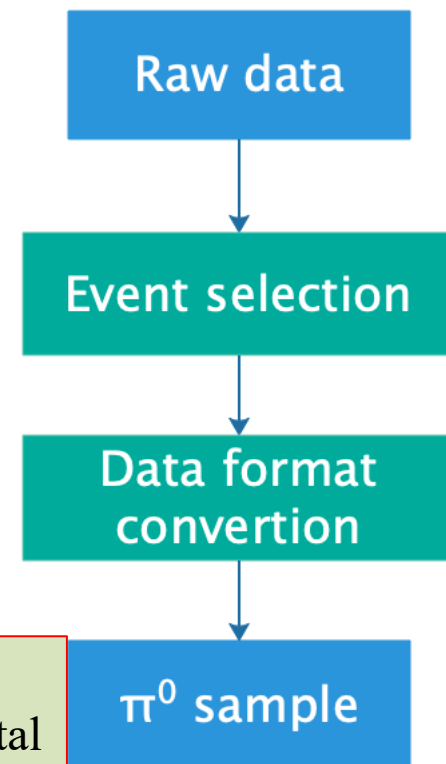 Raw data
Event selection
Data format
convertion
π⁰ sample